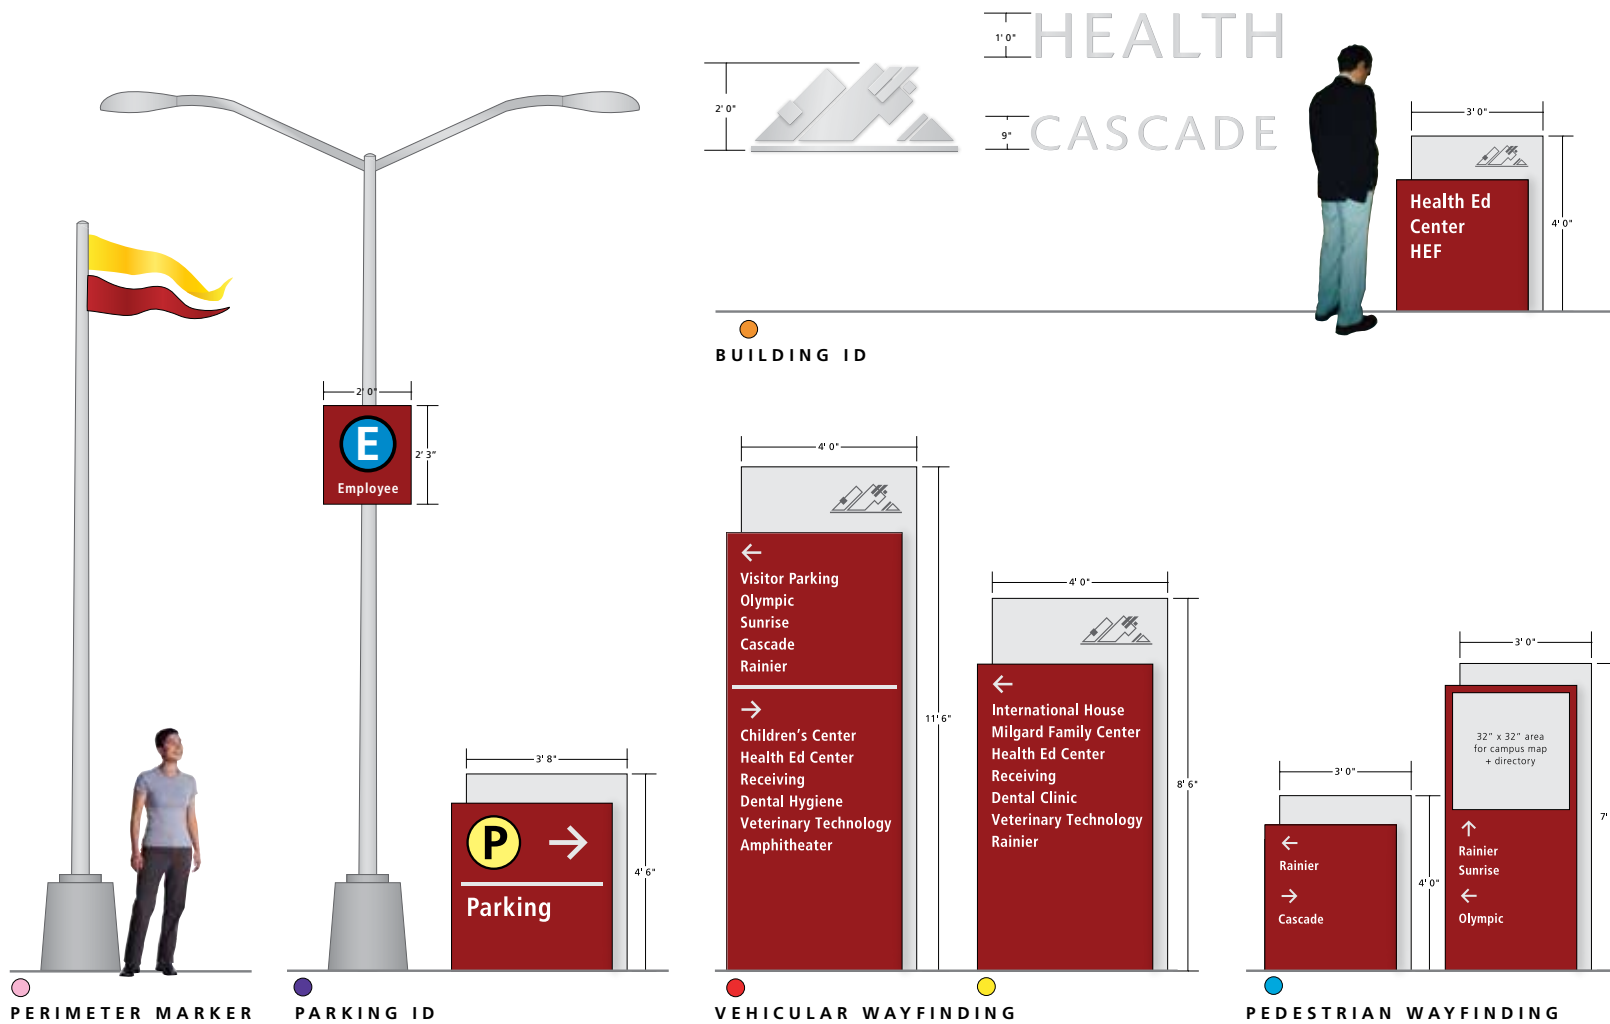 1' 0"
HEALTH
2' 0"
9"
CASCADE
3' 0"
4' 0"
Health Ed
Center
HEF
BUILDING ID
2' 0"
E
Employee
2' 3"
3' 8"
4' 6"
P
Parking
PERIMETER MARKER
PARKING ID
4' 0"
11' 6"
←
Visitor Parking
Olympic
Sunrise
Cascade
Rainier
→
Children's Center
Health Ed Center
Receiving
Dental Hygiene
Veterinary Technology
Amphitheater
4' 0"
8' 6"
←
International House
Milgard Family Center
Health Ed Center
Receiving
Dental Clinic
Veterinary Technology
Rainier
VEHICULAR WAYFINDING
3' 0"
4' 0"
←
Rainier
→
Cascade
3' 0"
7'
32" x 32" area
for campus map
+ directory
↑
Rainier
Sunrise
←
Olympic
PEDESTRIAN WAYFINDING